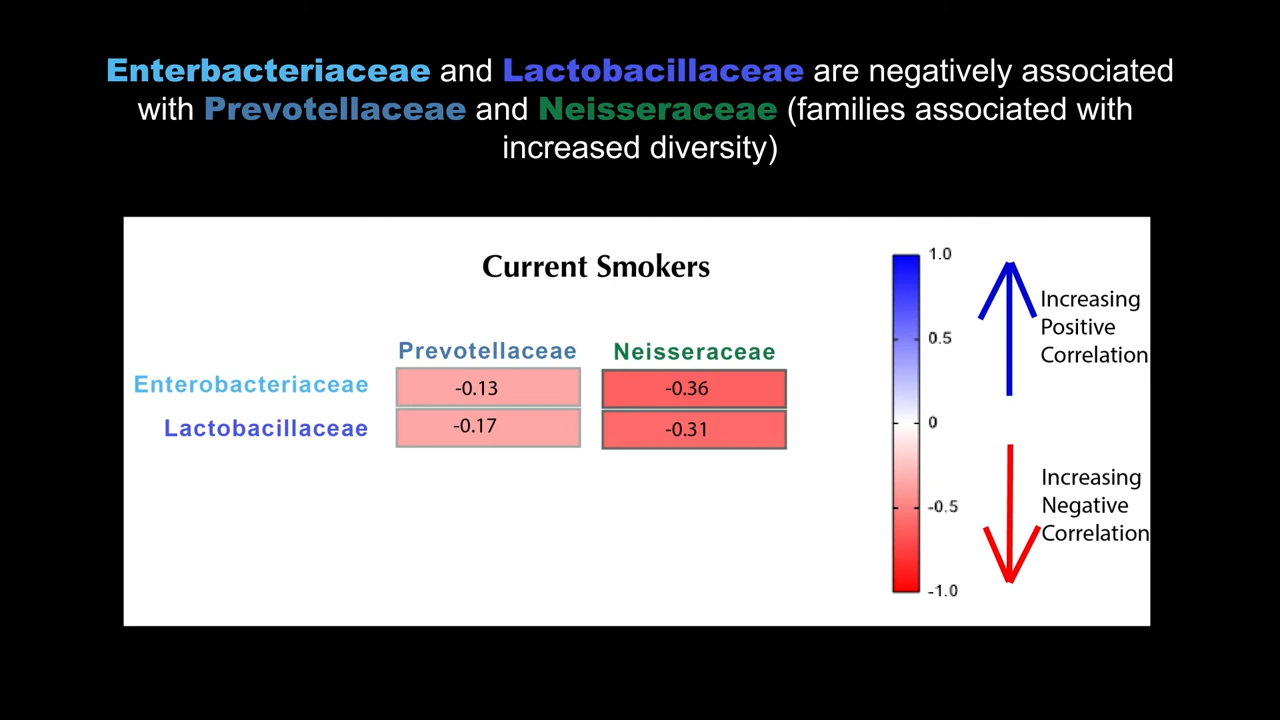 Enterbacteriaceae and Lactobacillaceae are negatively associated
with Prevotellaceae and Neisseraceae (families associated with
increased diversity)
Current Smokers
Prevotellaceae Neisseraceae
Enterobacteriaceae -0.13 -0.36
Lactobacillaceae -0.17 -0.31
1.0
0.5
0
-0.5
-1.0
Increasing
Positive
Correlation
Increasing
Negative
Correlation